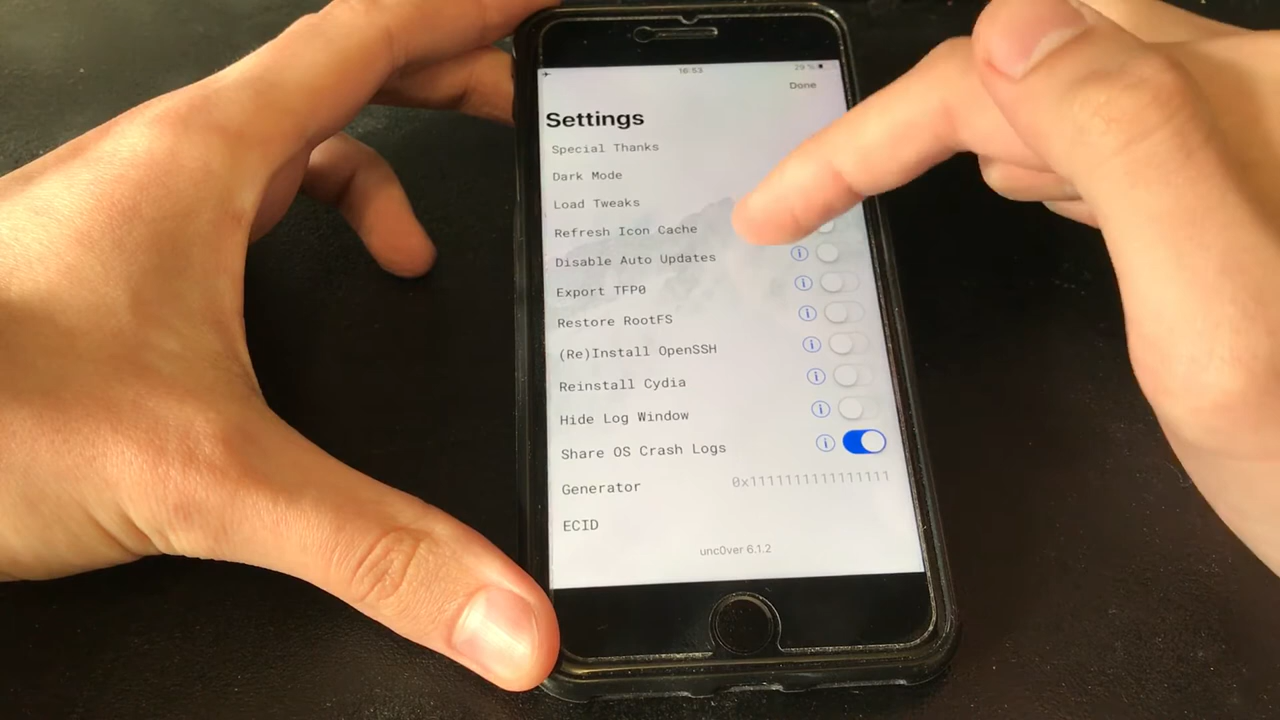 16:53
29 %
Done
Settings
Special Thanks
Dark Mode
Load Tweaks
Refresh Icon Cache
Disable Auto Updates
Export TFP0
Restore RootFS
(Re)Install OpenSSH
Reinstall Cydia
Hide Log Window
Share OS Crash Logs
Generator 0x1111111111111111
ECID
unc0ver 6.1.2